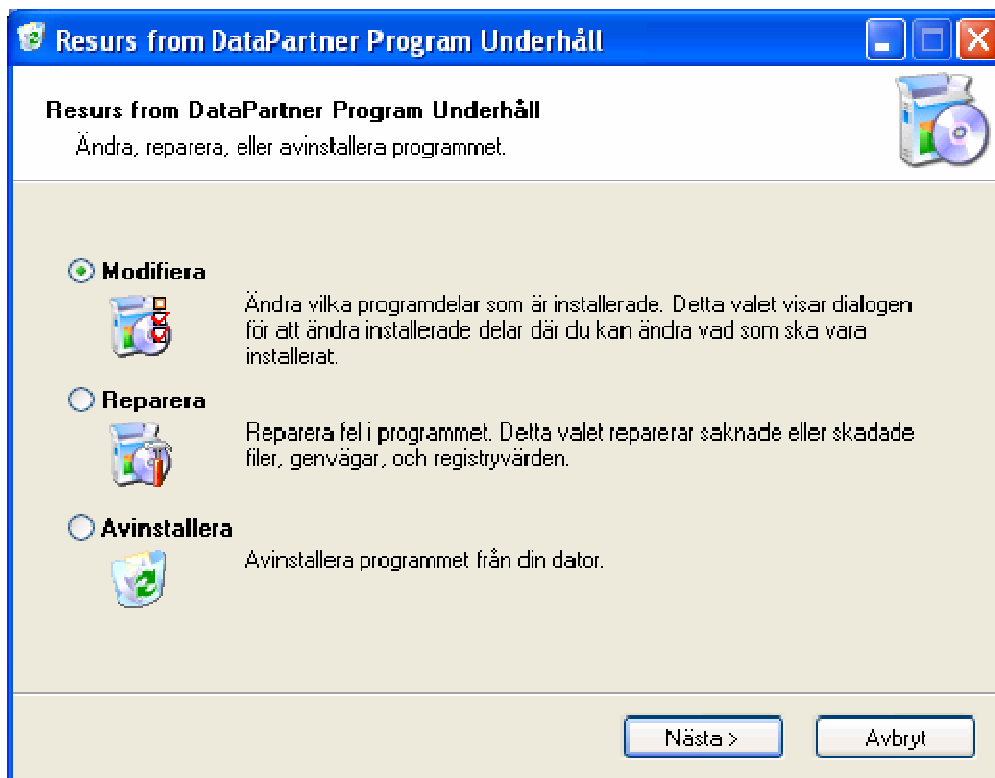 Resurs from DataPartner Program Underhåll
Resurs from DataPartner Program Underhåll
Ändra, reparera, eller avinstallera programmet.
Modifiera
Ändra vilka programdelar som är installerade. Detta valet visar dialogen
för att ändra installerade delar där du kan ändra vad som ska vara
installerat.
Reparera
Reparera fel i programmet. Detta valet reparerar saknade eller skadade
filer, genvägar, och registryvärden.
Avinstallera
Avinstallera programmet från din dator.
Nästa >
Avbryt